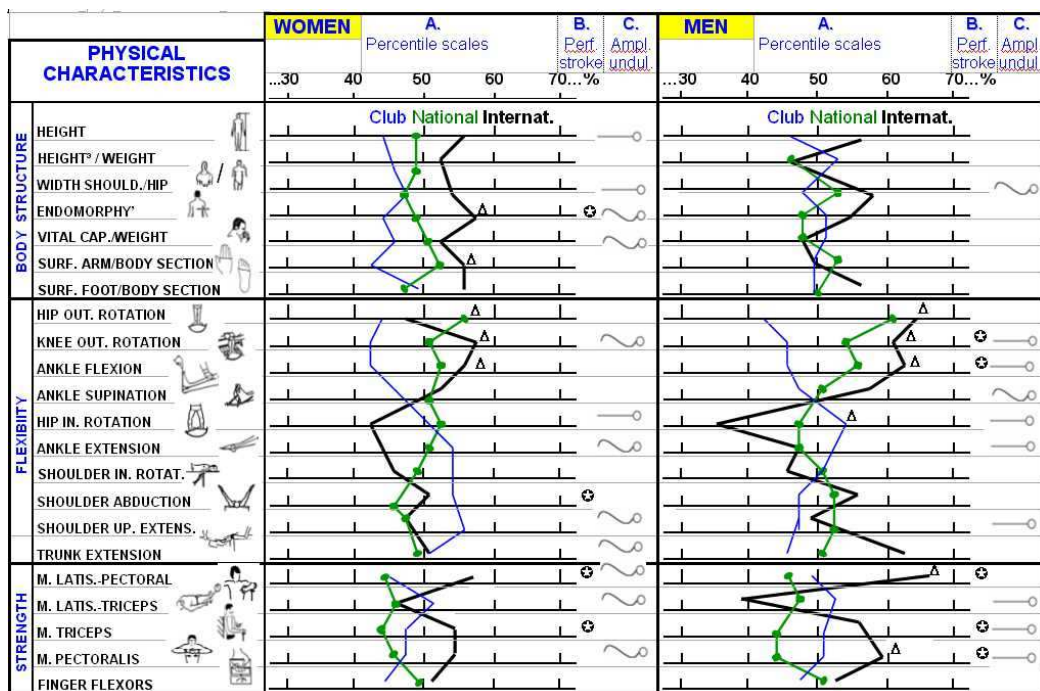 WOMEN A. B. C. MEN A. B. C.
PHYSICAL CHARACTERISTICS
Percentile scales Perf. stroke Ampl. undul. Percentile scales Perf. stroke Ampl undul.
...30 40 50 60 70...% ...30 40 50 60 70...%
Club National Internat. Club National Internat.
BODY STRUCTURE
HEIGHT
HEIGHT³ / WEIGHT
WIDTH SHOULD./HIP
ENDOMORPHY'
VITAL CAP./WEIGHT
SURF. ARM/BODY SECTION
SURF. FOOT/BODY SECTION
FLEXIBIITY
HIP OUT. ROTATION
KNEE OUT. ROTATION
ANKLE FLEXION
ANKLE SUPINATION
HIP IN. ROTATION
ANKLE EXTENSION
SHOULDER IN. ROTAT.
SHOULDER ABDUCTION
SHOULDER UP. EXTENS.
TRUNK EXTENSION
STRENGTH
M. LATIS.-PECTORAL
M. LATIS.-TRICEPS
M. TRICEPS
M. PECTORALIS
FINGER FLEXORS